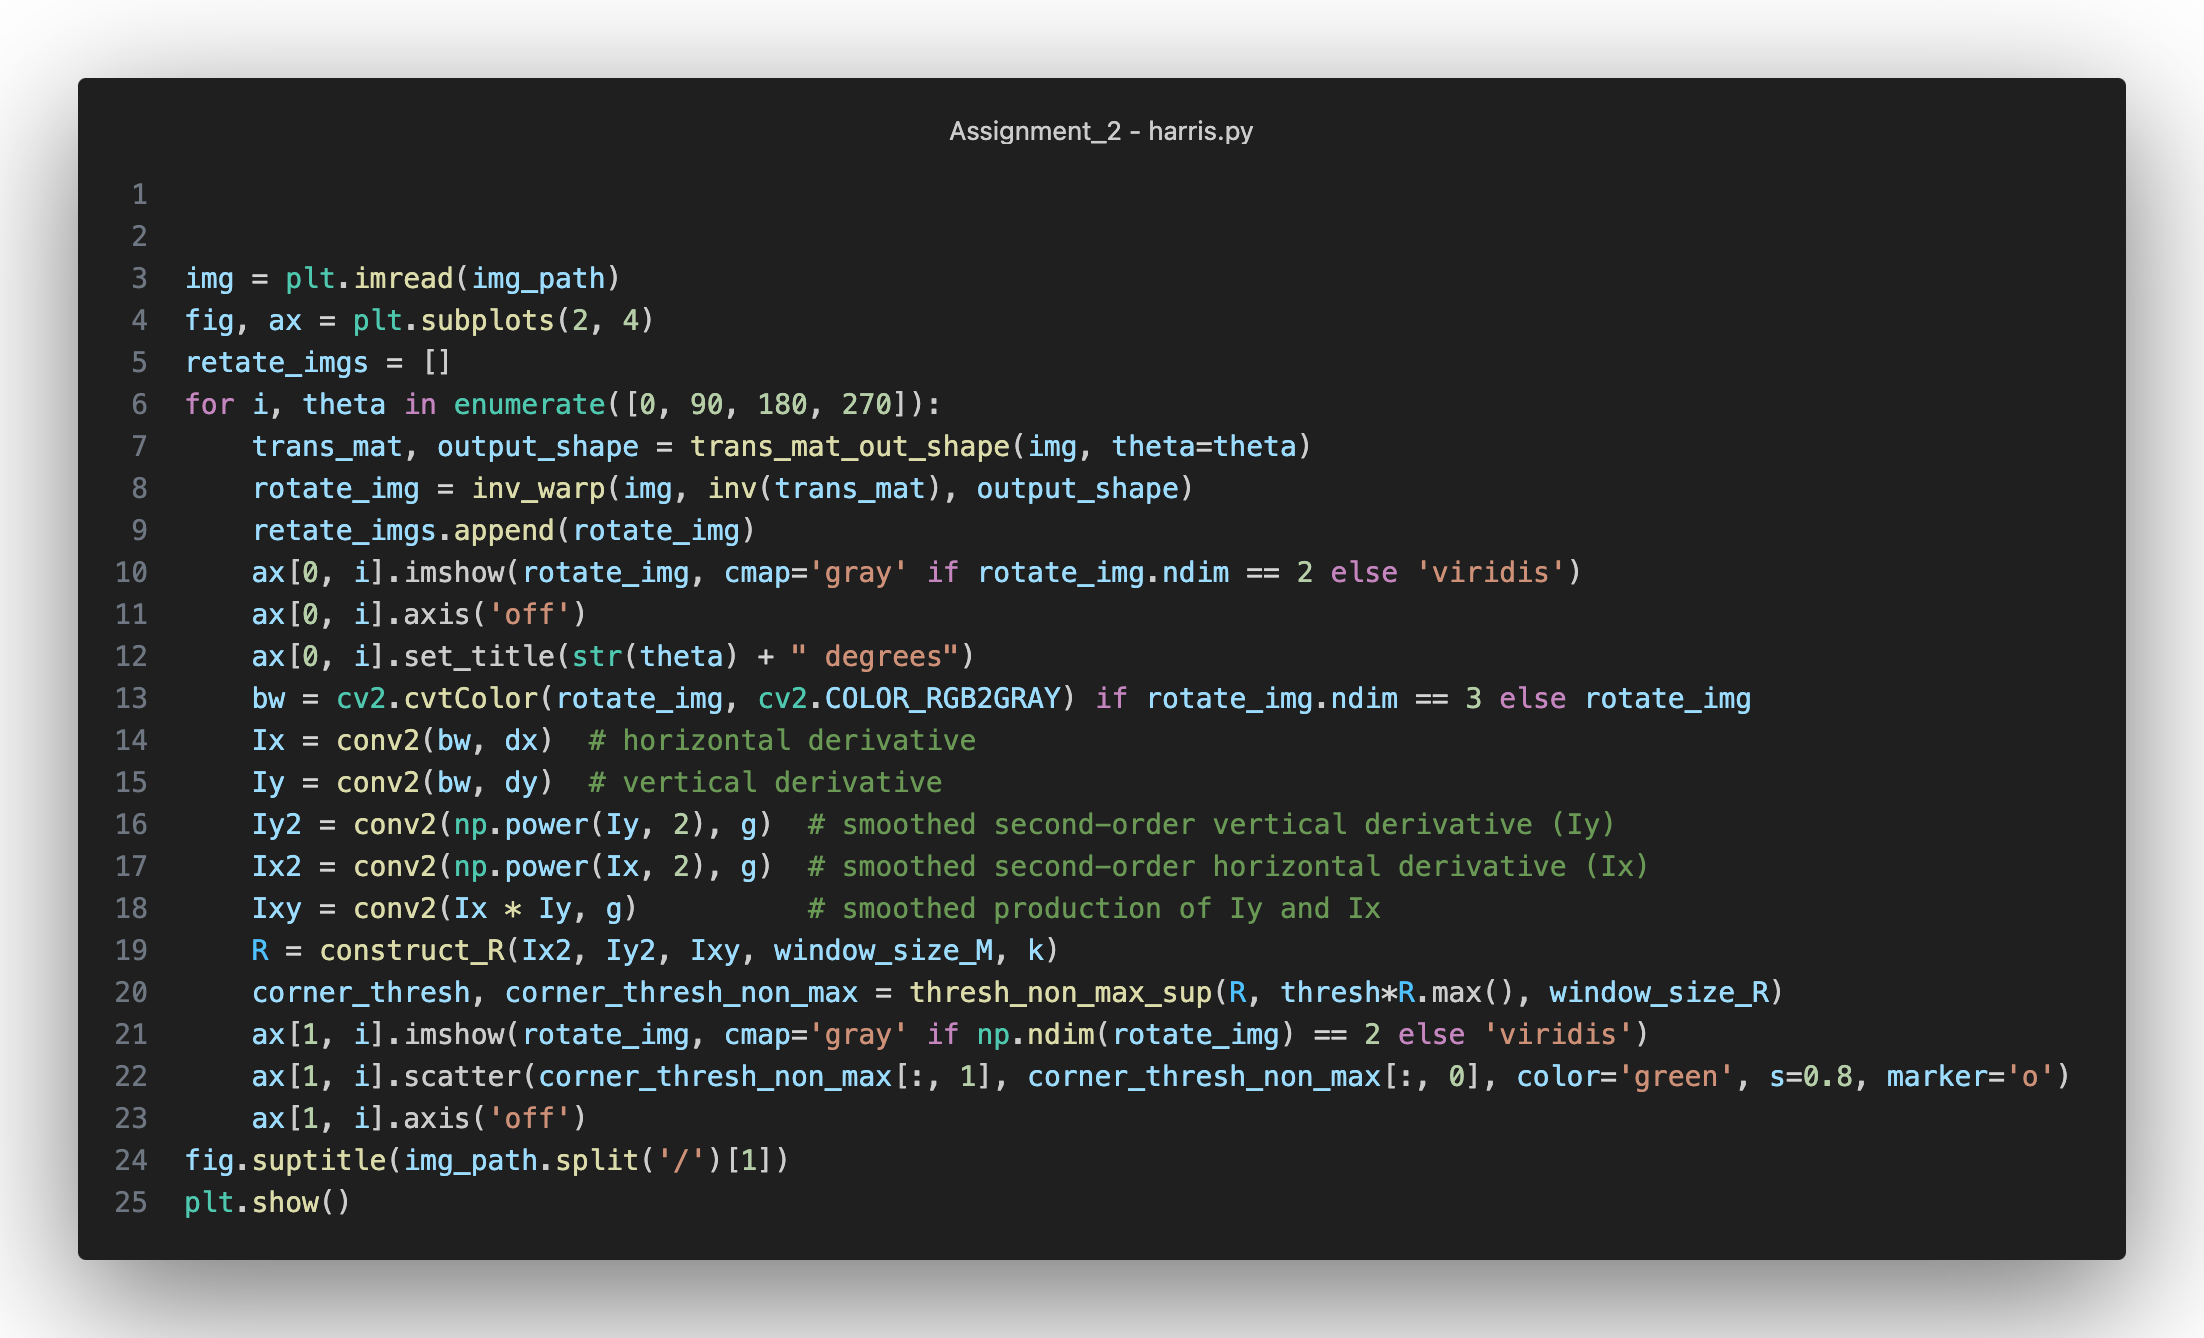 Assignment_2 - harris.py
1
2
3 img = plt.imread(img_path)
4 fig, ax = plt.subplots(2, 4)
5 retate_imgs = []
6 for i, theta in enumerate([0, 90, 180, 270]):
7     trans_mat, output_shape = trans_mat_out_shape(img, theta=theta)
8     rotate_img = inv_warp(img, inv(trans_mat), output_shape)
9     retate_imgs.append(rotate_img)
10     ax[0, i].imshow(rotate_img, cmap='gray' if rotate_img.ndim == 2 else 'viridis')
11     ax[0, i].axis('off')
12     ax[0, i].set_title(str(theta) + " degrees")
13     bw = cv2.cvtColor(rotate_img, cv2.COLOR_RGB2GRAY) if rotate_img.ndim == 3 else rotate_img
14     Ix = conv2(bw, dx)  # horizontal derivative
15     Iy = conv2(bw, dy)  # vertical derivative
16     Iy2 = conv2(np.power(Iy, 2), g)  # smoothed second-order vertical derivative (Iy)
17     Ix2 = conv2(np.power(Ix, 2), g)  # smoothed second-order horizontal derivative (Ix)
18     Ixy = conv2(Ix * Iy, g)          # smoothed production of Iy and Ix
19     R = construct_R(Ix2, Iy2, Ixy, window_size_M, k)
20     corner_thresh, corner_thresh_non_max = thresh_non_max_sup(R, thresh*R.max(), window_size_R)
21     ax[1, i].imshow(rotate_img, cmap='gray' if np.ndim(rotate_img) == 2 else 'viridis')
22     ax[1, i].scatter(corner_thresh_non_max[:, 1], corner_thresh_non_max[:, 0], color='green', s=0.8, marker='o')
23     ax[1, i].axis('off')
24 fig.suptitle(img_path.split('/')[1])
25 plt.show()